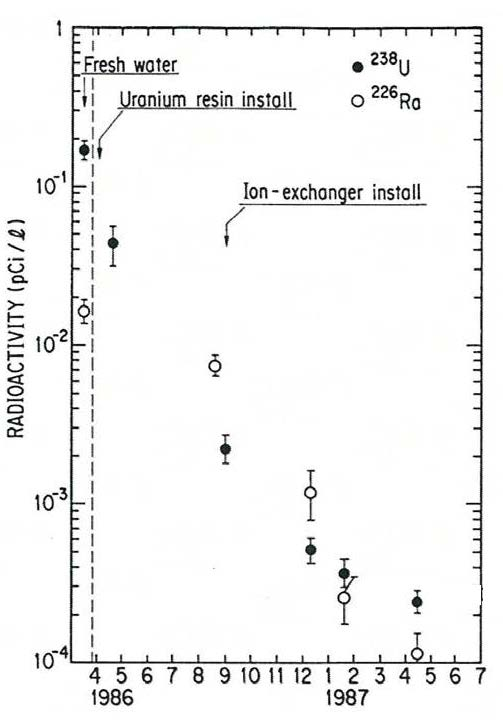 1
Fresh water
● ²³⁸U
Uranium resin install
○ ²²⁶Ra
10⁻¹
Ion-exchanger install
RADIOACTIVITY (pCi/ℓ)
10⁻²
10⁻³
10⁻⁴
4 5 6 7 8 9 10 11 12 1 2 3 4 5 6 7
1986 1987